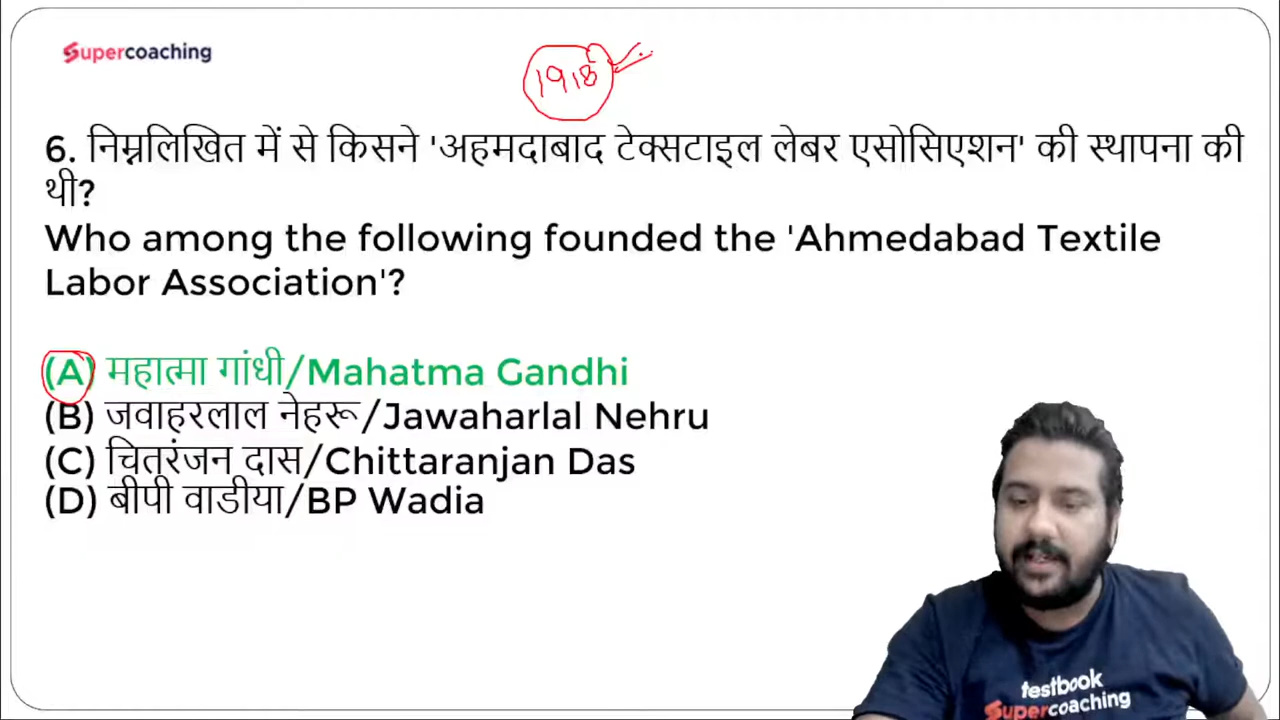 Supercoaching
1918
6. निम्नलिखित में से किसने 'अहमदाबाद टेक्सटाइल लेबर एसोसिएशन' की स्थापना की
थी?
Who among the following founded the 'Ahmedabad Textile
Labor Association'?
(A) महात्मा गांधी/Mahatma Gandhi
(B) जवाहरलाल नेहरू/Jawaharlal Nehru
(C) चितरंजन दास/Chittaranjan Das
(D) बीपी वाडीया/BP Wadia
testbook
Supercoaching